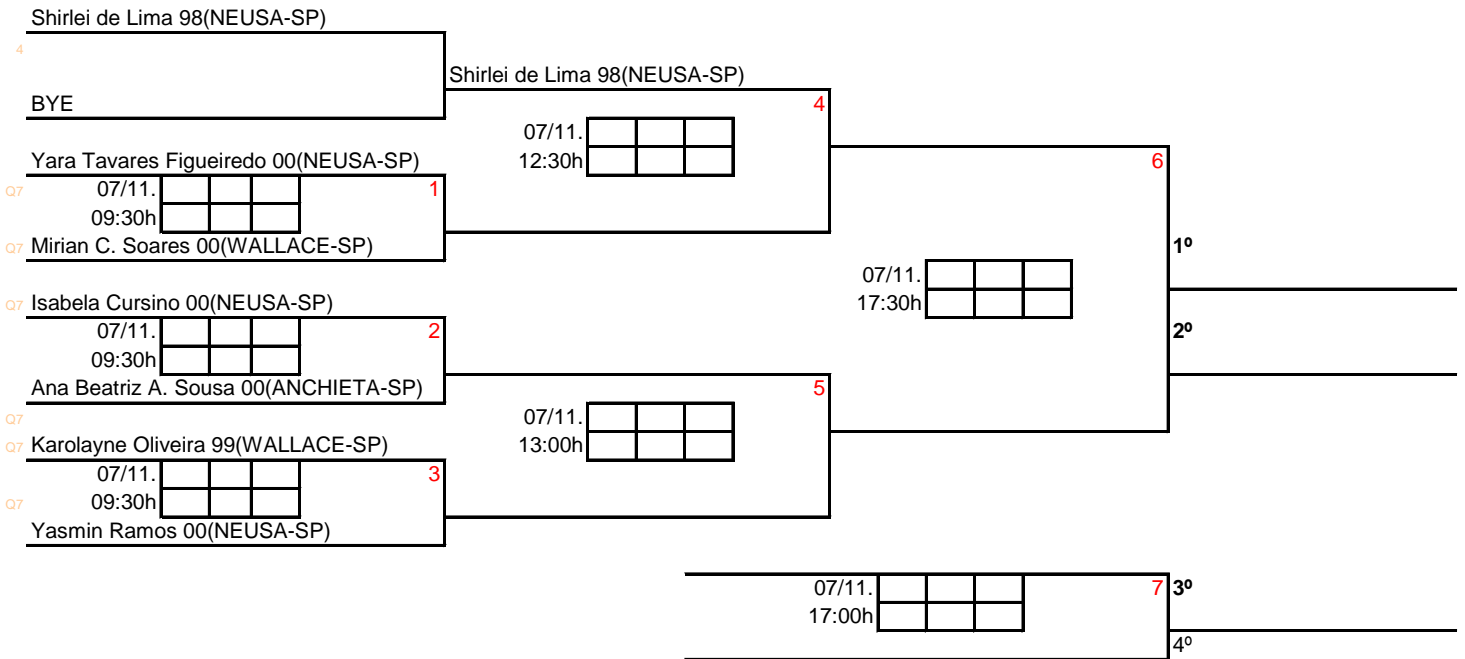 Shirlei de Lima 98(NEUSA-SP)
4
Shirlei de Lima 98(NEUSA-SP)
BYE
4
07/11.
12:30h
Yara Tavares Figueiredo 00(NEUSA-SP)
6
Q7
07/11.
1
09:30h
Q7 Mirian C. Soares 00(WALLACE-SP)
1º
07/11.
17:30h
Q7 Isabela Cursino 00(NEUSA-SP)
07/11.
2
2º
09:30h
Ana Beatriz A. Sousa 00(ANCHIETA-SP)
5
Q7
07/11.
13:00h
Q7 Karolayne Oliveira 99(WALLACE-SP)
07/11.
3
Q7
09:30h
Yasmin Ramos 00(NEUSA-SP)
07/11.
7
3º
17:00h
4º